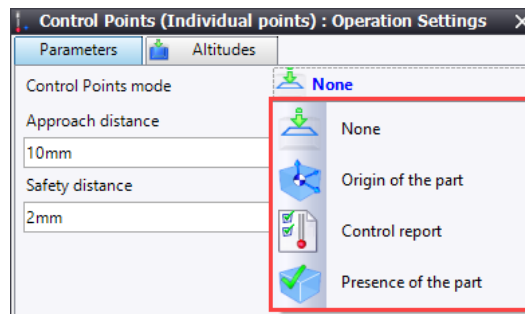 Control Points (Individual points) : Operation Settings
Parameters Altitudes
Control Points mode None
Approach distance
10mm
Safety distance
2mm
None
Origin of the part
Control report
Presence of the part